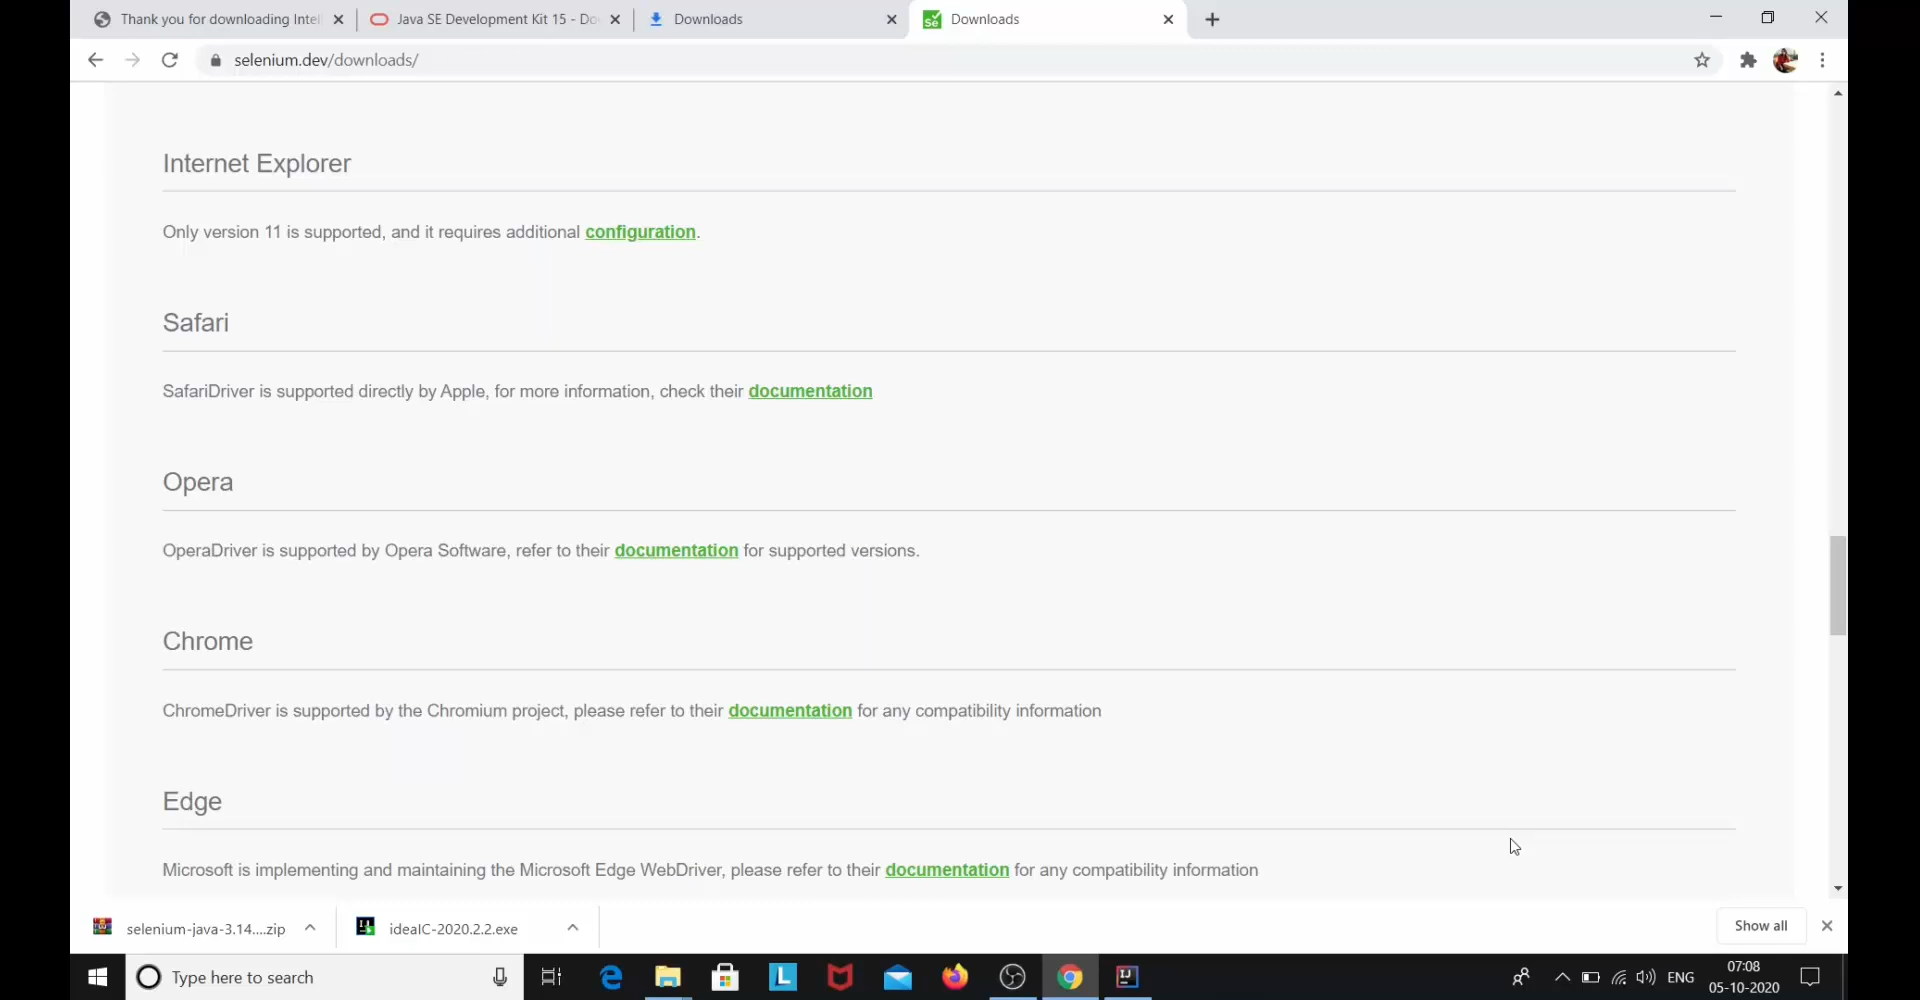 Thank you for downloading Intell
Java SE Development Kit 15 - Do
Downloads
Downloads
selenium.dev/downloads/
Internet Explorer
Only version 11 is supported, and it requires additional configuration.
Safari
SafariDriver is supported directly by Apple, for more information, check their documentation
Opera
OperaDriver is supported by Opera Software, refer to their documentation for supported versions.
Chrome
ChromeDriver is supported by the Chromium project, please refer to their documentation for any compatibility information
Edge
Microsoft is implementing and maintaining the Microsoft Edge WebDriver, please refer to their documentation for any compatibility information
selenium-java-3.14....zip
ideaIC-2020.2.2.exe
Show all
Type here to search
ENG
07:08
05-10-2020